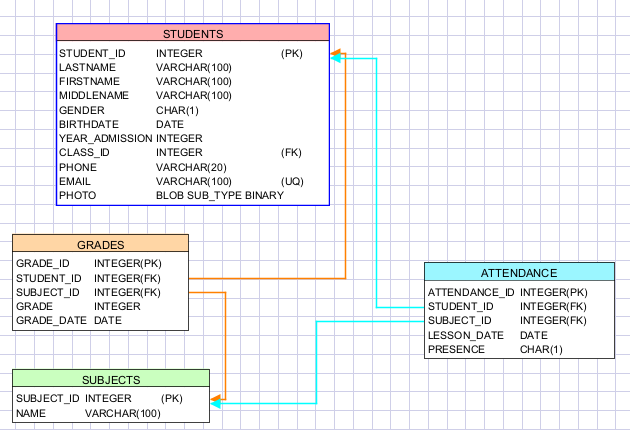 STUDENTS
STUDENT_ID INTEGER (PK)
LASTNAME VARCHAR(100)
FIRSTNAME VARCHAR(100)
MIDDLENAME VARCHAR(100)
GENDER CHAR(1)
BIRTHDATE DATE
YEAR_ADMISSION INTEGER
CLASS_ID INTEGER (FK)
PHONE VARCHAR(20)
EMAIL VARCHAR(100) (UQ)
PHOTO BLOB SUB_TYPE BINARY
GRADES
GRADE_ID INTEGER(PK)
STUDENT_ID INTEGER(FK)
SUBJECT_ID INTEGER(FK)
GRADE INTEGER
GRADE_DATE DATE
ATTENDANCE
ATTENDANCE_ID INTEGER(PK)
STUDENT_ID INTEGER(FK)
SUBJECT_ID INTEGER(FK)
LESSON_DATE DATE
PRESENCE CHAR(1)
SUBJECTS
SUBJECT_ID INTEGER (PK)
NAME VARCHAR(100)